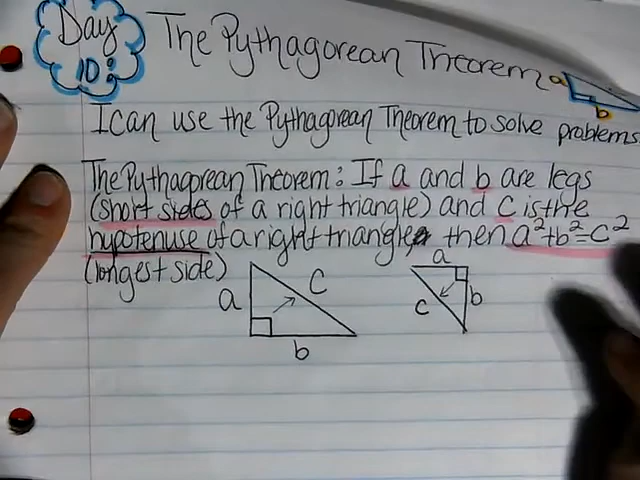 Day 10: The Pythagorean Theorem
a
b
I can use the Pythagorean Theorem to solve problems.
The Pythagorean Theorem: If a and b are legs
(short sides of a right triangle) and c is the
hypotenuse of a right triangle, then a²+b²=c²
(longest side)
a c b
a c b